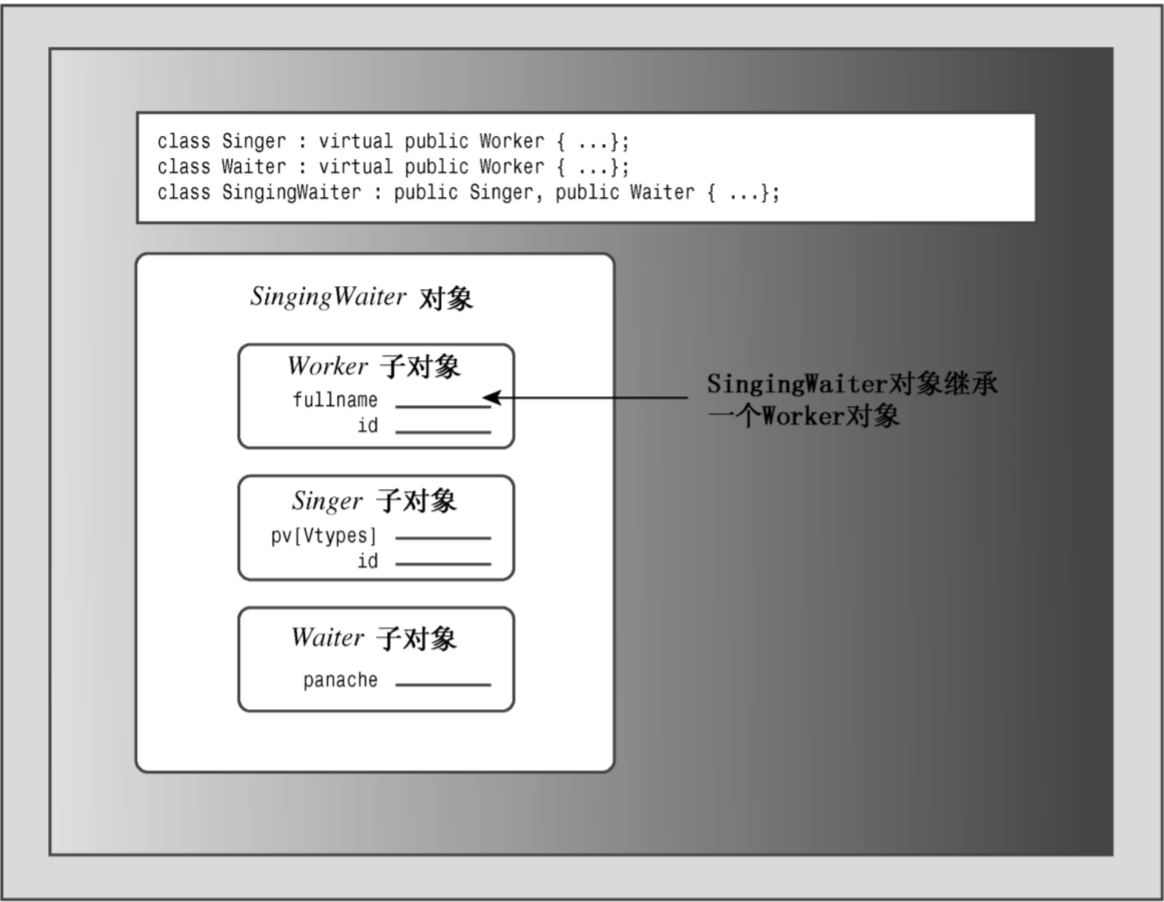 class Singer : virtual public Worker { ...};
class Waiter : virtual public Worker { ...};
class SingingWaiter : public Singer, public Waiter { ...};
SingingWaiter 对象
Worker 子对象
fullname
id
SingingWaiter对象继承
一个Worker对象
Singer 子对象
pv[Vtypes]
id
Waiter 子对象
panache